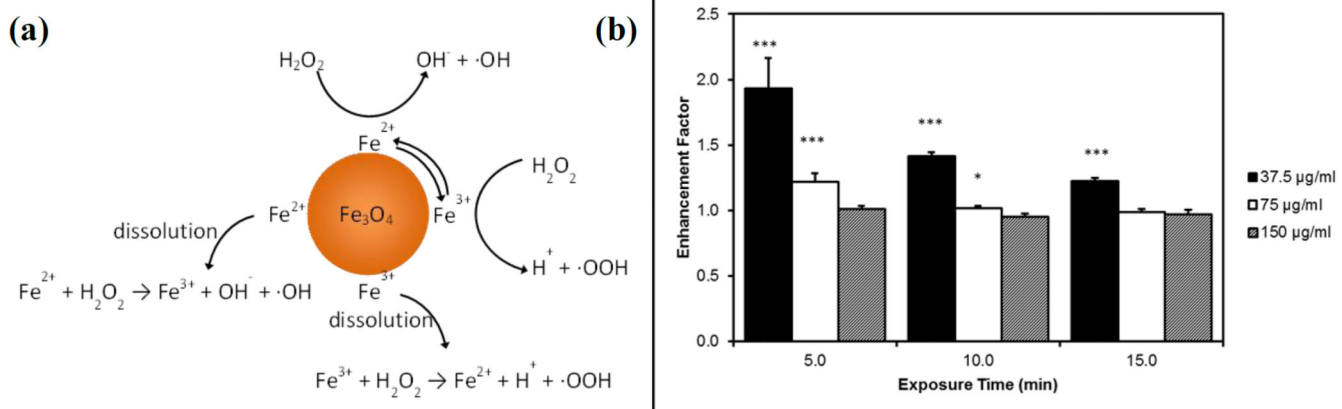 (a)
H₂O₂
OH⁻ + ·OH
Fe²⁺
H₂O₂
Fe²⁺
Fe₃O₄
Fe³⁺
dissolution
H⁺ + ·OOH
Fe²⁺ + H₂O₂ → Fe³⁺ + OH⁻ + ·OH
Fe³⁺
dissolution
Fe³⁺ + H₂O₂ → Fe²⁺ + H⁺ + ·OOH
(b)
Enhancement Factor
2.5
2.0
1.5
1.0
0.5
0.0
***
***
***
*
***
5.0
10.0
15.0
Exposure Time (min)
37.5 µg/ml
75 µg/ml
150 µg/ml